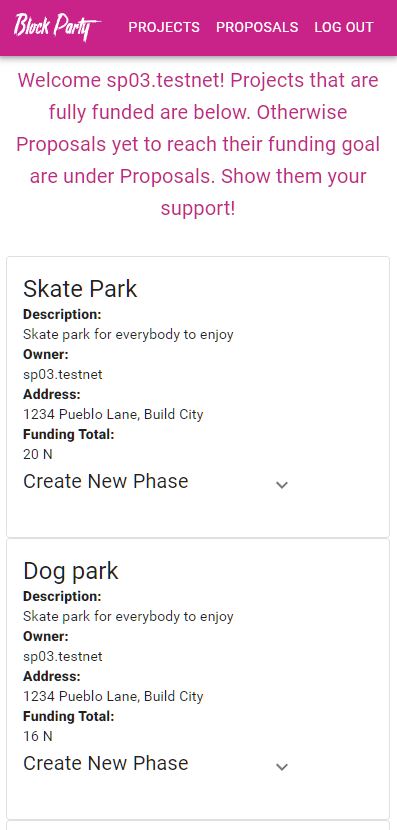 Block Party
PROJECTS PROPOSALS LOG OUT
Welcome sp03.testnet! Projects that are
fully funded are below. Otherwise
Proposals yet to reach their funding goal
are under Proposals. Show them your
support!
Skate Park
Description:
Skate park for everybody to enjoy
Owner:
sp03.testnet
Address:
1234 Pueblo Lane, Build City
Funding Total:
20 N
Create New Phase
Dog park
Description:
Skate park for everybody to enjoy
Owner:
sp03.testnet
Address:
1234 Pueblo Lane, Build City
Funding Total:
16 N
Create New Phase